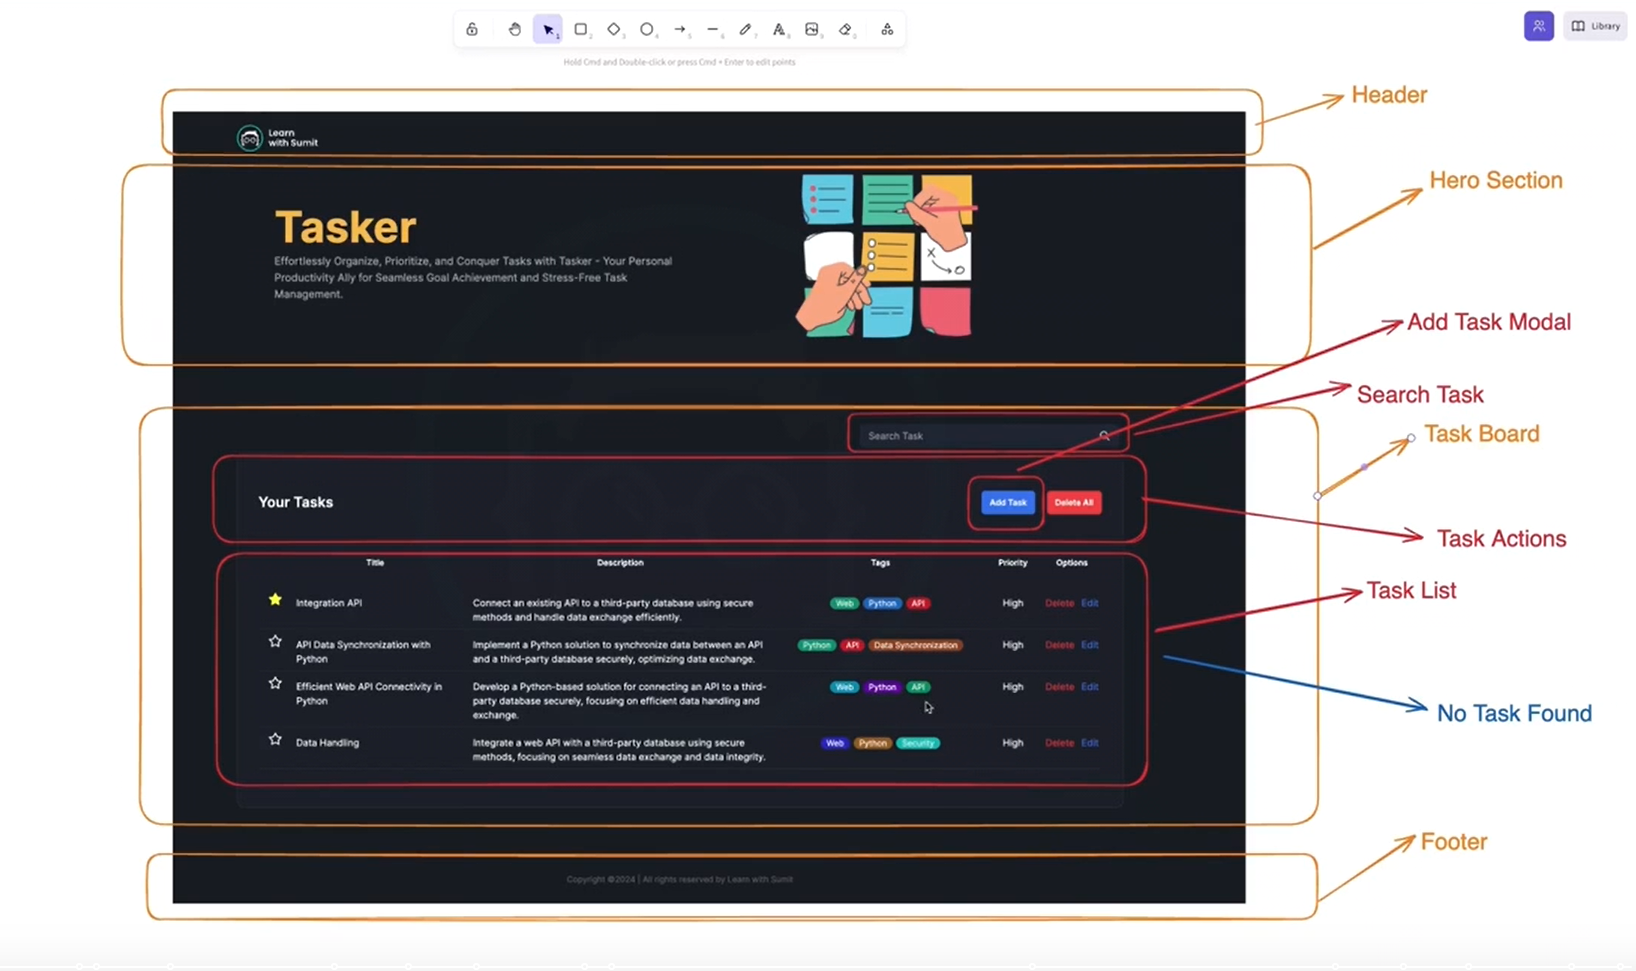 Library
Hold Cmd and Double-click or press Cmd + Enter to edit points
Header
Learn
with Sumit
Hero Section
Tasker
Effortlessly Organize, Prioritize, and Conquer Tasks with Tasker - Your Personal
Productivity Ally for Seamless Goal Achievement and Stress-Free Task
Management.
Add Task Modal
Search Task
Task Board
Search Task
Your Tasks
Add Task
Delete All
Task Actions
Title Description Tags Priority Options
Task List
Integration API
Connect an existing API to a third-party database using secure
methods and handle data exchange efficiently.
Web Python API
High
Delete Edit
API Data Synchronization with
Python
Implement a Python solution to synchronize data between an API
and a third-party database securely, optimizing data exchange.
Python API Data Synchronization
High
Delete Edit
Efficient Web API Connectivity in
Python
Develop a Python-based solution for connecting an API to a third-
party database securely, focusing on efficient data handling and
exchange.
Web Python API
High
Delete Edit
No Task Found
Data Handling
Integrate a web API with a third-party database using secure
methods, focusing on seamless data exchange and data integrity.
Web Python Security
High
Delete Edit
Footer
Copyright ©2024 | All rights reserved by Learn with Sumit